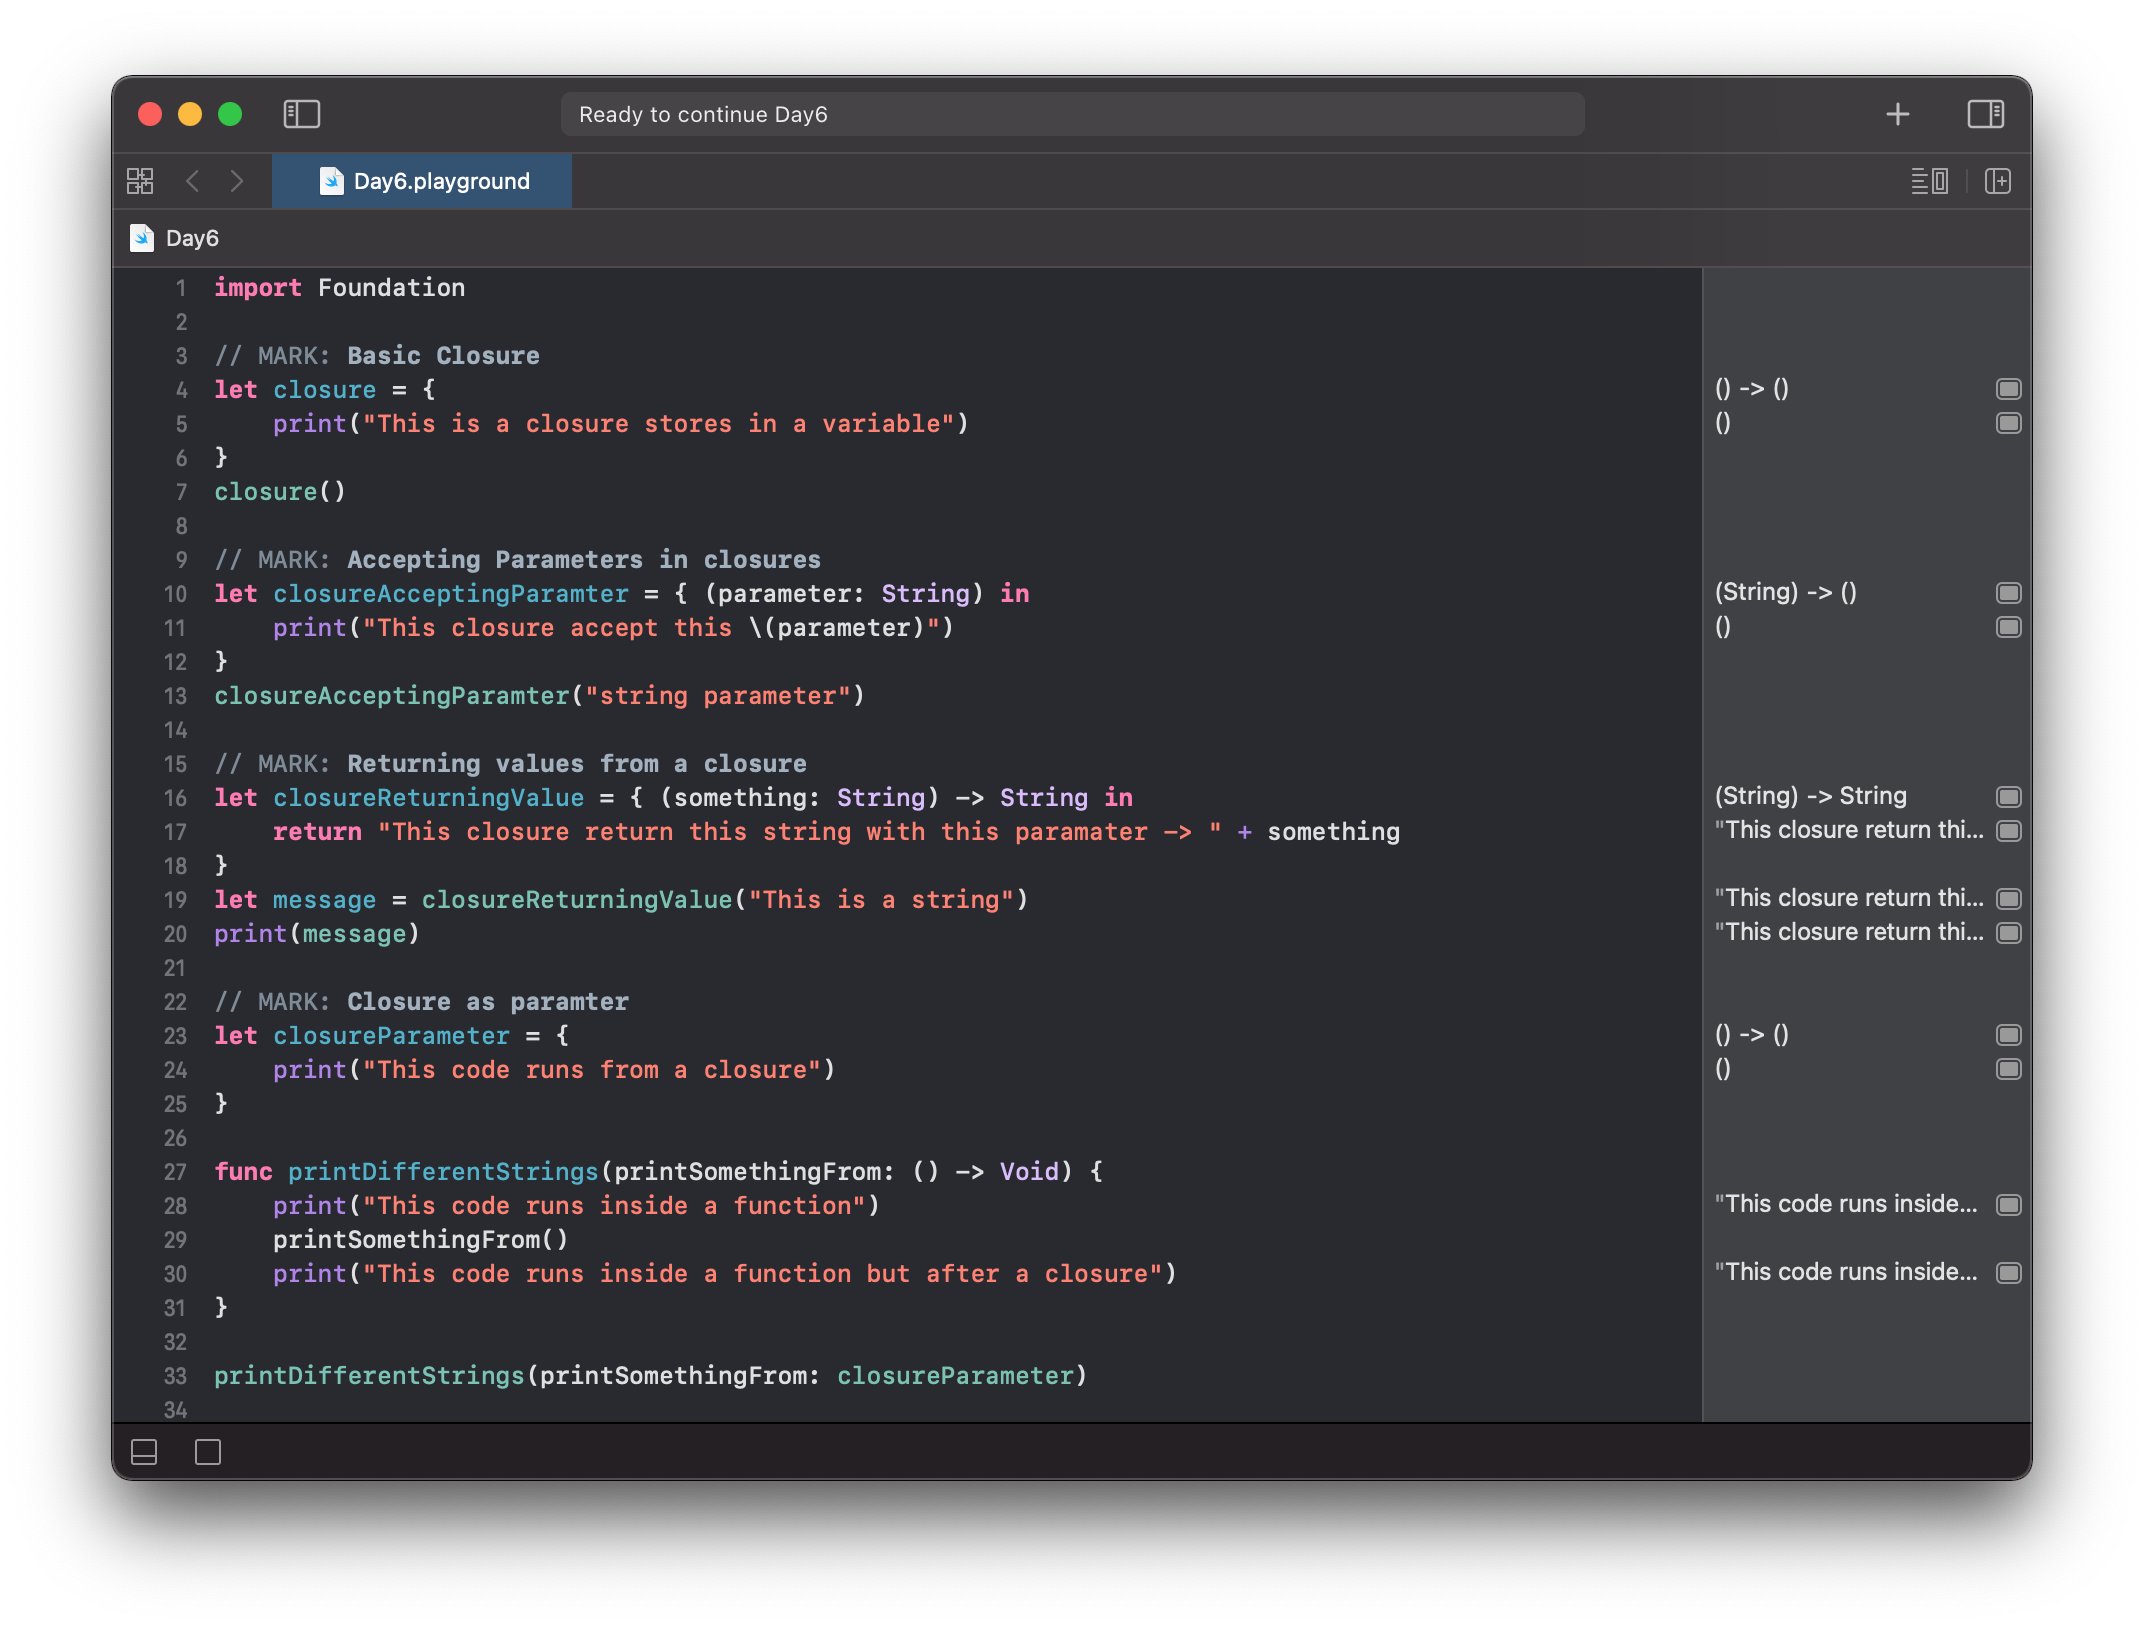 Ready to continue Day6
Day6.playground
Day6
1 import Foundation
2
3 // MARK: Basic Closure
4 let closure = { () -> ()
5     print("This is a closure stores in a variable") ()
6 }
7 closure()
8
9 // MARK: Accepting Parameters in closures
10 let closureAcceptingParamter = { (parameter: String) in (String) -> ()
11     print("This closure accept this \(parameter)") ()
12 }
13 closureAcceptingParamter("string parameter")
14
15 // MARK: Returning values from a closure
16 let closureReturningValue = { (something: String) -> String in (String) -> String
17     return "This closure return this string with this paramater -> " + something "This closure return thi...
18 }
19 let message = closureReturningValue("This is a string") "This closure return thi...
20 print(message) "This closure return thi...
21
22 // MARK: Closure as paramter
23 let closureParameter = { () -> ()
24     print("This code runs from a closure") ()
25 }
26
27 func printDifferentStrings(printSomethingFrom: () -> Void) {
28     print("This code runs inside a function") "This code runs inside...
29     printSomethingFrom()
30     print("This code runs inside a function but after a closure") "This code runs inside...
31 }
32
33 printDifferentStrings(printSomethingFrom: closureParameter)
34